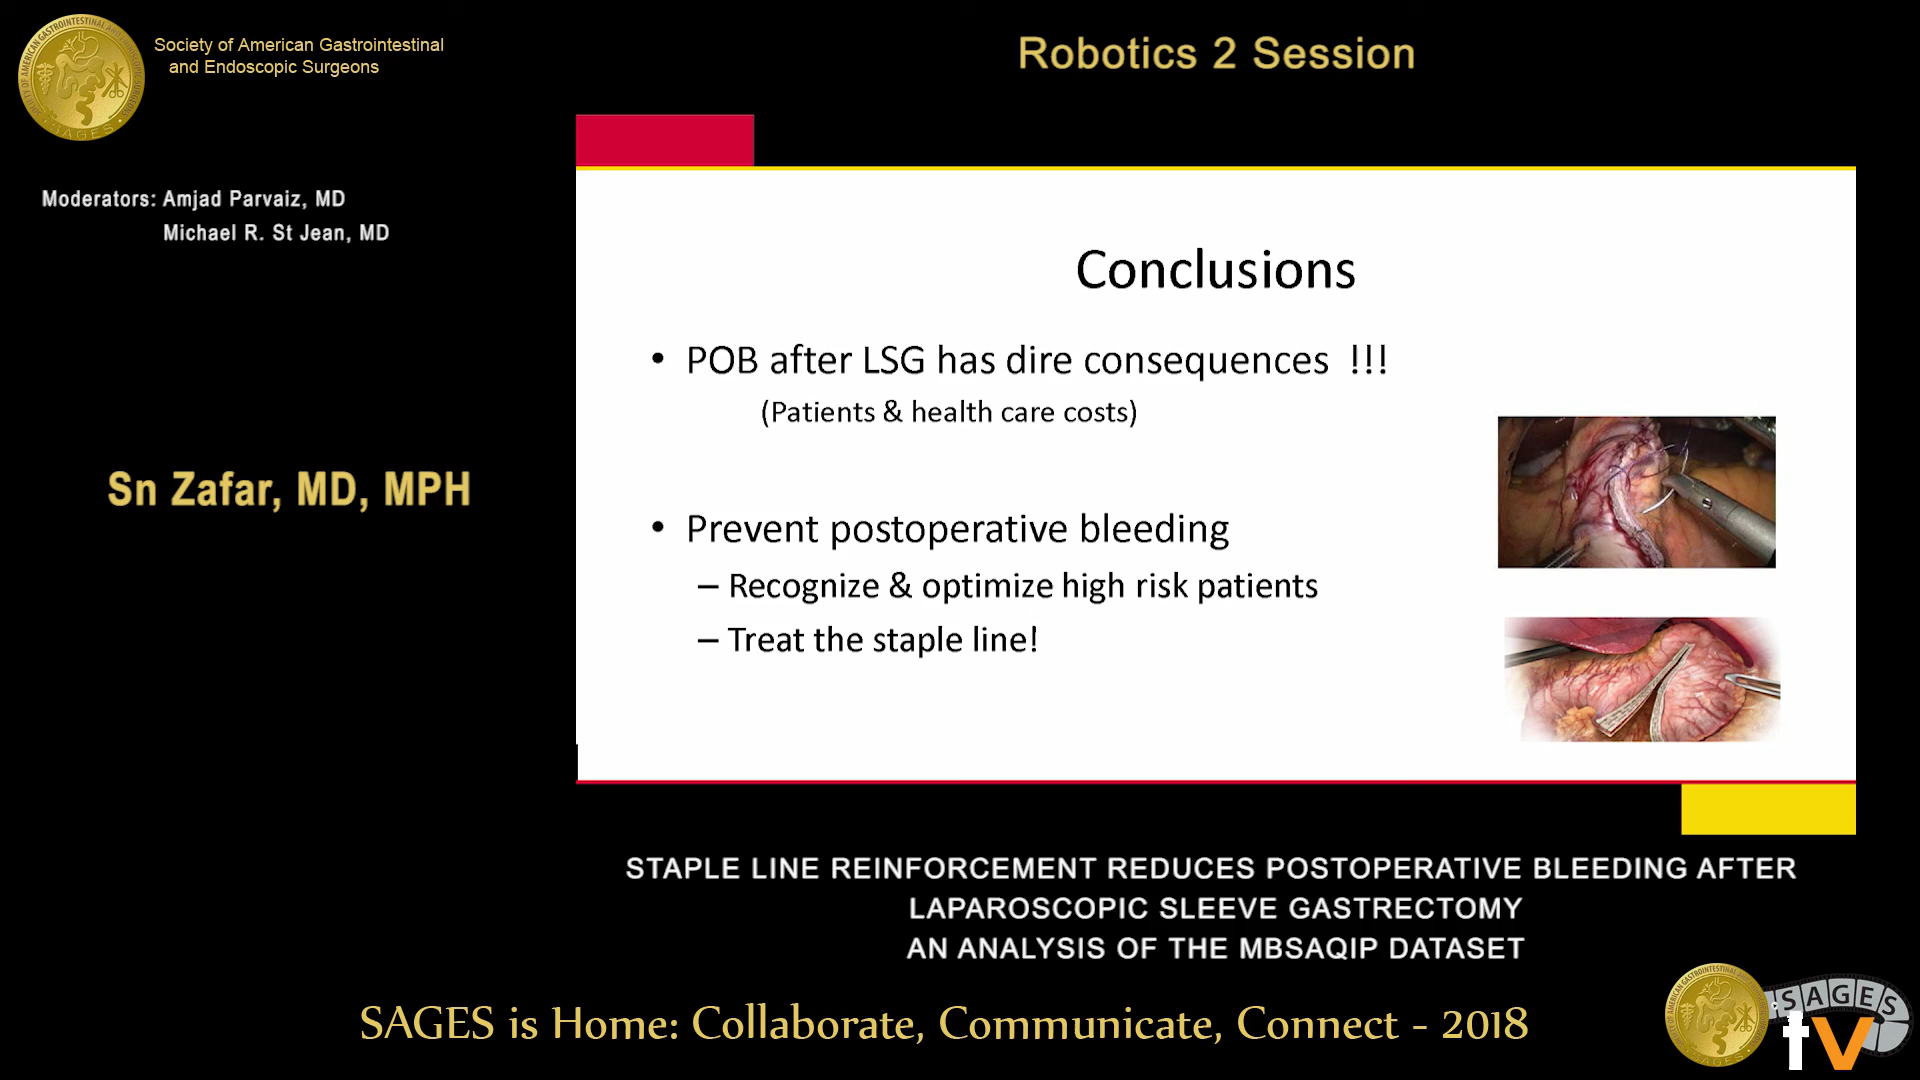 Society of American Gastrointestinal
and Endoscopic Surgeons
Robotics 2 Session
Moderators: Amjad Parvaiz, MD
Michael R. St Jean, MD
Sn Zafar, MD, MPH
Conclusions
• POB after LSG has dire consequences !!!
(Patients & health care costs)
• Prevent postoperative bleeding
– Recognize & optimize high risk patients
– Treat the staple line!
STAPLE LINE REINFORCEMENT REDUCES POSTOPERATIVE BLEEDING AFTER
LAPAROSCOPIC SLEEVE GASTRECTOMY
AN ANALYSIS OF THE MBSAQIP DATASET
SAGES is Home: Collaborate, Communicate, Connect - 2018
SAGES
tv
SAGES